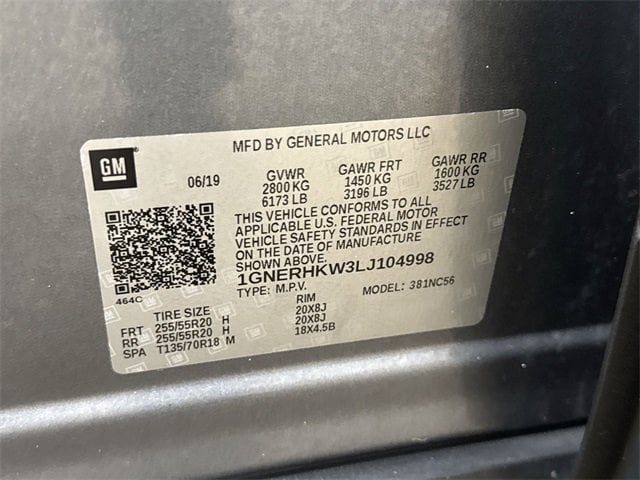 MFD BY GENERAL MOTORS LLC
GM
06/19
GVWR GAWR FRT GAWR RR
2800 KG 1450 KG 1600 KG
6173 LB 3196 LB 3527 LB
THIS VEHICLE CONFORMS TO ALL
APPLICABLE U.S. FEDERAL MOTOR
VEHICLE SAFETY STANDARDS IN EFFECT
ON THE DATE OF MANUFACTURE
SHOWN ABOVE.
1GNERHKW3LJ104998
464C
TYPE: M.P.V. MODEL: 381NC56
TIRE SIZE RIM
FRT 255/55R20 H 20X8J
RR 255/55R20 H 20X8J
SPA T135/70R18 M 18X4.5B